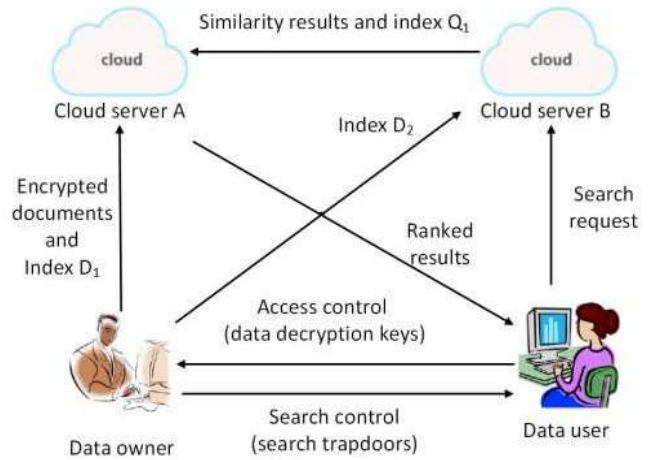 Similarity results and index Q₁
cloud
cloud
Cloud server A
Cloud server B
Index D₂
Encrypted
documents
and
Index D₁
Search
request
Ranked
results
Access control
(data decryption keys)
Search control
(search trapdoors)
Data owner
Data user